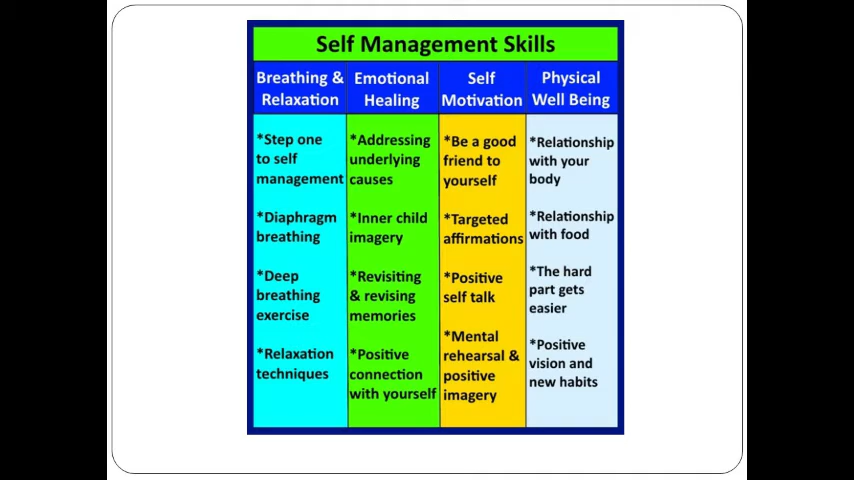 Self Management Skills
Breathing &
Relaxation
Emotional
Healing
Self
Motivation
Physical
Well Being
*Step one
to self
management
*Diaphragm
breathing
*Deep
breathing
exercise
*Relaxation
techniques
*Addressing
underlying
causes
*Inner child
imagery
*Revisiting
& revising
memories
*Positive
connection
with yourself
*Be a good
friend to
yourself
*Targeted
affirmations
*Positive
self talk
*Mental
rehearsal &
positive
imagery
*Relationship
with your
body
*Relationship
with food
*The hard
part gets
easier
*Positive
vision and
new habits